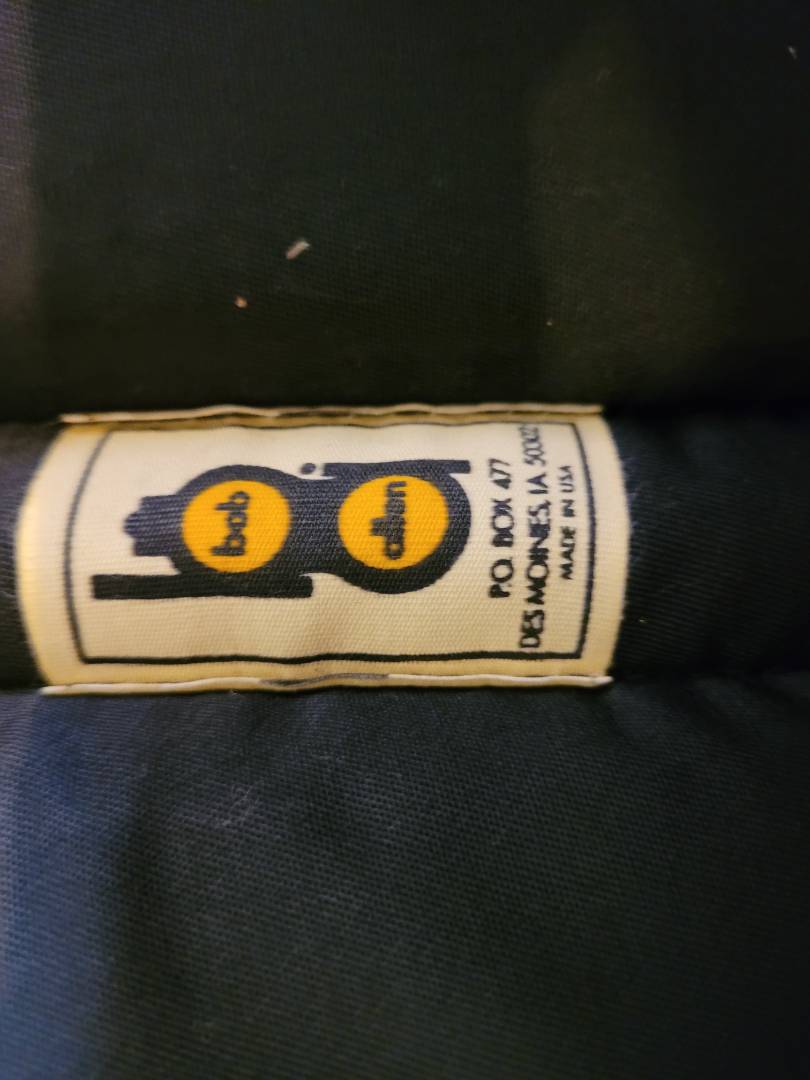 bob
allen
P.O. BOX 477
DES MOINES, IA 50302
MADE IN USA